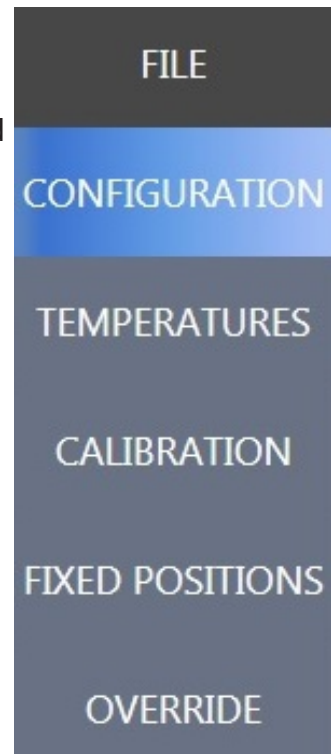 FILE
CONFIGURATION
TEMPERATURES
CALIBRATION
FIXED POSITIONS
OVERRIDE